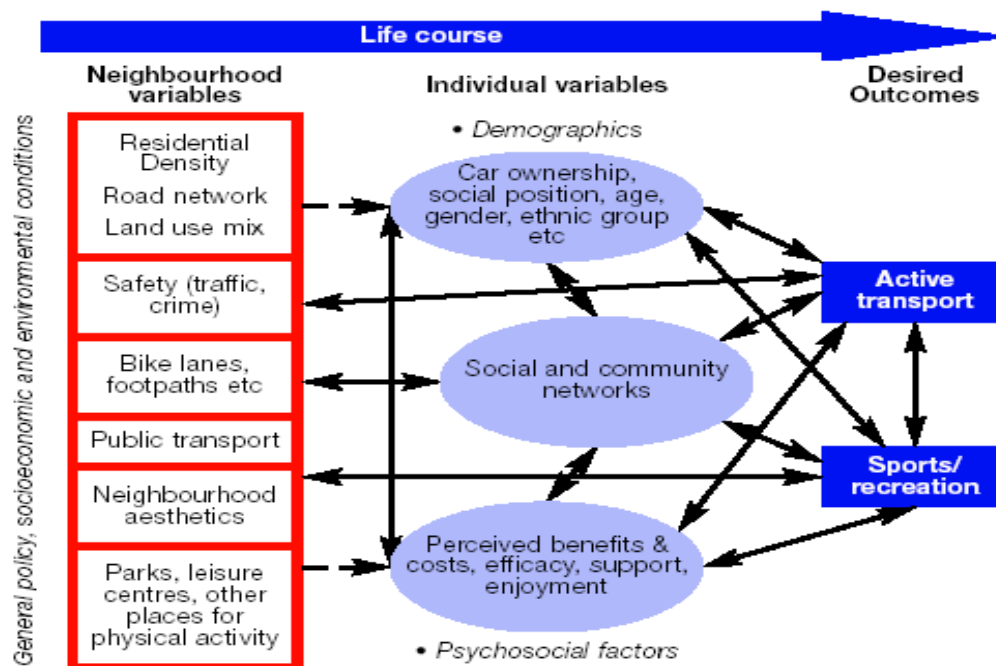 Life course
Neighbourhood
variables
Individual variables
Desired
Outcomes
General policy, socioeconomic and environmental conditions
Residential
Density
Road network
Land use mix
Safety (traffic,
crime)
Bike lanes,
footpaths etc
Public transport
Neighbourhood
aesthetics
Parks, leisure
centres, other
places for
physical activity
• Demographics
Car ownership,
social position, age,
gender, ethnic group
etc
Social and community
networks
Perceived benefits &
costs, efficacy, support,
enjoyment
• Psychosocial factors
Active
transport
Sports/
recreation